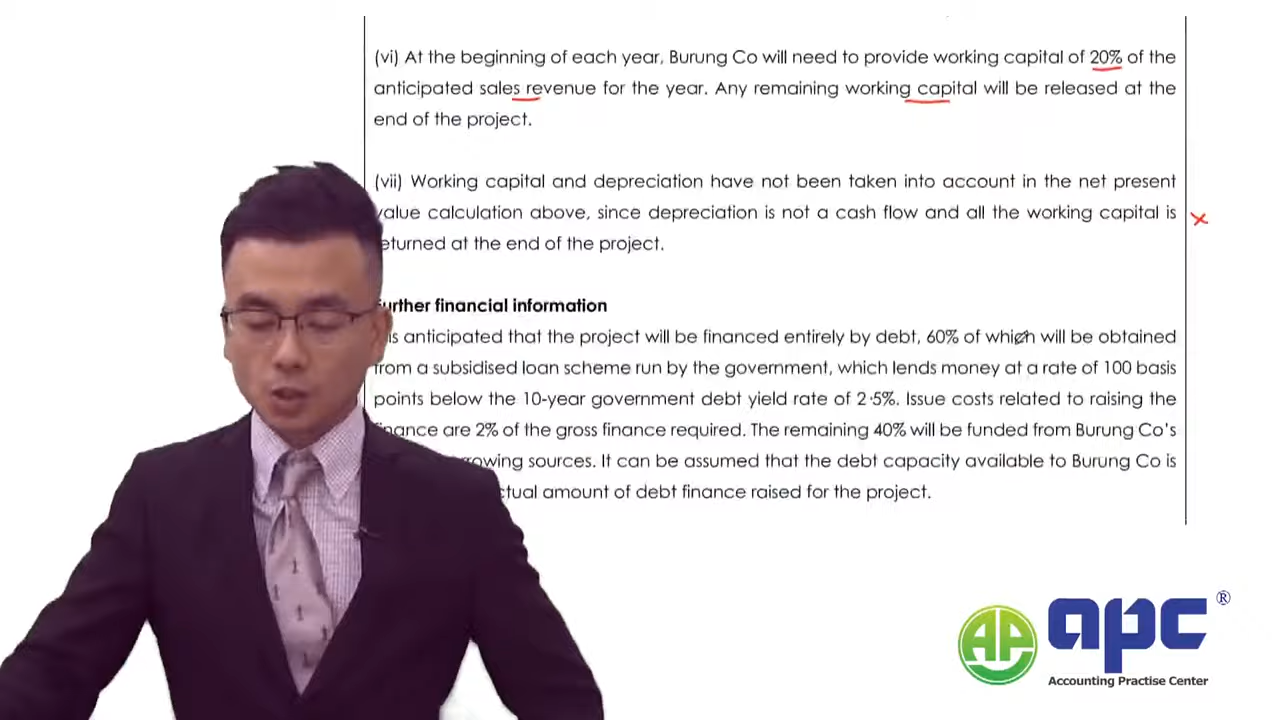 (vi) At the beginning of each year, Burung Co will need to provide working capital of 20% of the
anticipated sales revenue for the year. Any remaining working capital will be released at the
end of the project.
(vii) Working capital and depreciation have not been taken into account in the net present
value calculation above, since depreciation is not a cash flow and all the working capital is
returned at the end of the project.
Further financial information
is anticipated that the project will be financed entirely by debt, 60% of which will be obtained
from a subsidised loan scheme run by the government, which lends money at a rate of 100 basis
points below the 10-year government debt yield rate of 2·5%. Issue costs related to raising the
finance are 2% of the gross finance required. The remaining 40% will be funded from Burung Co's
sources. It can be assumed that the debt capacity available to Burung Co is
amount of debt finance raised for the project.
AP apc ®
Accounting Practise Center